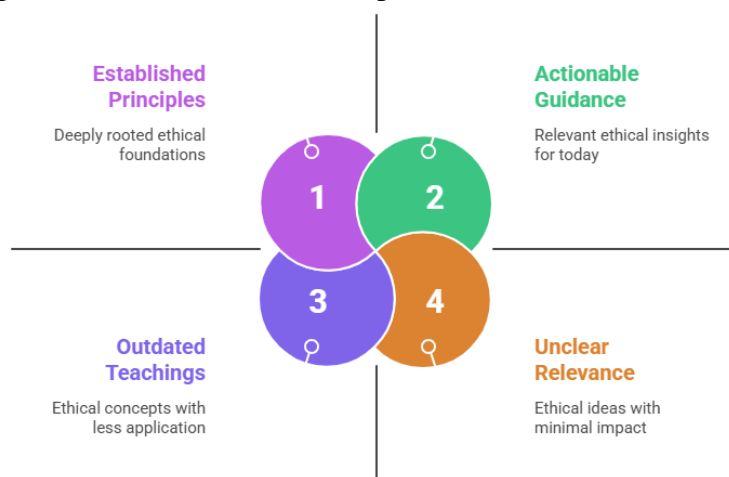 Established
Principles
Deeply rooted ethical
foundations
Actionable
Guidance
Relevant ethical insights
for today
1
2
3
4
Outdated
Teachings
Ethical concepts with
less application
Unclear
Relevance
Ethical ideas with
minimal impact